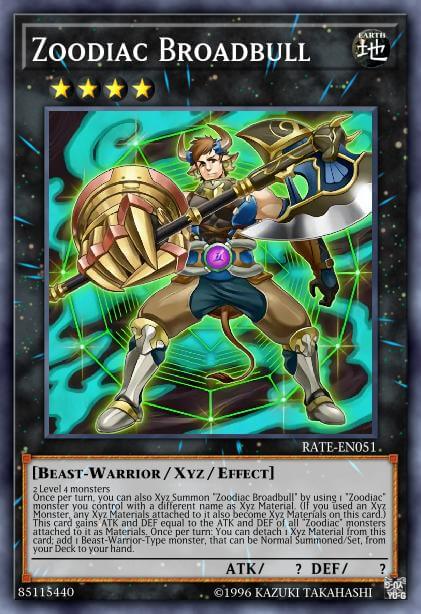 ZOODIAC BROADBULL
EARTH
地
RATE-EN051
[BEAST-WARRIOR / XYZ / EFFECT]
2 Level 4 monsters
Once per turn, you can also Xyz Summon "Zoodiac Broadbull" by using 1 "Zoodiac"
monster you control with a different name as Xyz Material. (If you used an Xyz
Monster, any Xyz Materials attached to it also become Xyz Materials on this card.)
This card gains ATK and DEF equal to the ATK and DEF of all "Zoodiac" monsters
attached to it as Materials. Once per turn: You can detach 1 Xyz Material from this
card; add 1 Beast-Warrior-Type monster, that can be Normal Summoned/Set, from
your Deck to your hand.
ATK/ ? DEF/ ?
85115440
©1996 KAZUKI TAKAHASHI